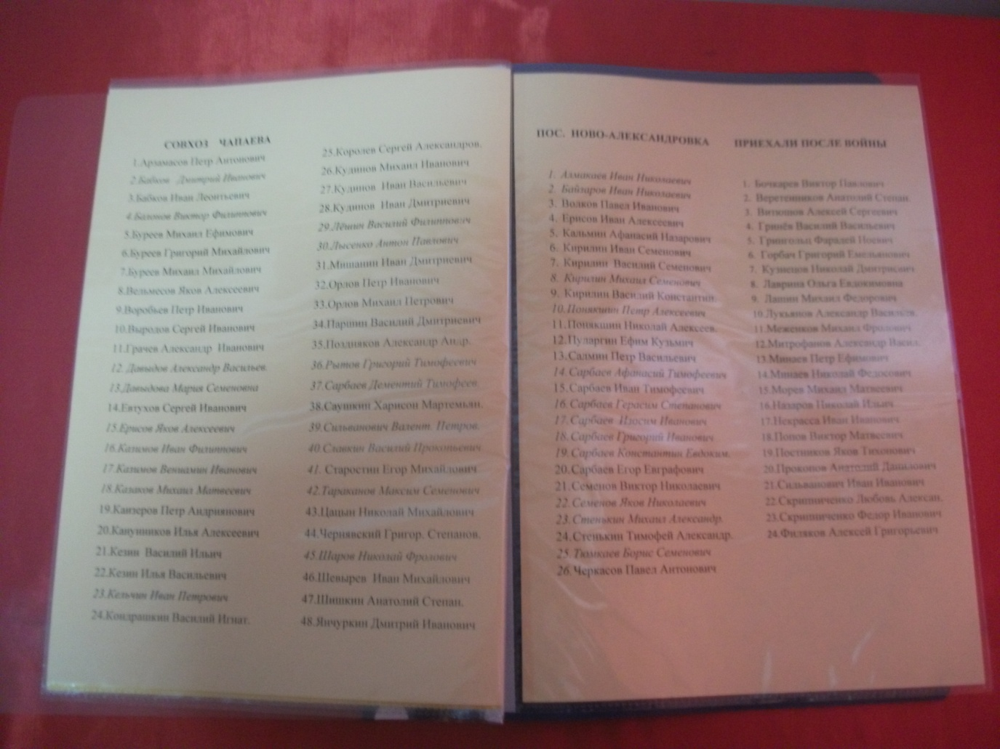 СОВХОЗ ЧАПАЕВА
1.Арзамасов Петр Антонович
2.Бабков Дмитрий Иванович
3.Бабков Иван Леонтьевич
4.Базонов Виктор Филиппович
5.Буреев Михаил Ефимович
6.Буреев Григорий Михайлович
7.Буреев Михаил Михайлович
8.Вельмесов Яков Алексеевич
9.Воробьев Петр Иванович
10.Выродов Сергей Иванович
11.Грачев Александр Иванович
12. Давыдов Александр Васильев.
13.Давыдова Мария Семеновна
14.Евтухов Сергей Иванович
15.Ерисов Яков Алексеевич
16.Казимов Иван Филиппович
17.Казимов Вениамин Иванович
18.Казаков Михаил Матвеевич
19.Канзеров Петр Андриянович
20.Канунников Илья Алексеевич
21.Кезин Василий Ильич
22.Кезин Илья Васильевич
23.Кельчин Иван Петрович
24.Кондрашкин Василий Игнат.
25.Королев Сергей Александров.
26.Кудинов Михаил Иванович
27.Кудинов Иван Васильевич
28.Кудинов Иван Дмитриевич
29.Лёшин Василий Филиппович
30.Лысенко Антон Павлович
31.Мишанин Иван Дмитриевич
32.Орлов Петр Иванович
33.Орлов Михаил Петрович
34.Паршин Василий Дмитриевич
35.Поздняков Александр Андр.
36.Рытов Григорий Тимофеевич
37.Сарбаев Дементий Тимофеев.
38.Саушкин Харисон Мартемьян.
39.Сильванович Валент. Петров.
40.Славкин Василий Прокопьевич
41. Старостин Егор Михайлович
42.Тараканов Максим Семенович
43.Цацын Николай Михайлович
44.Чернявский Григор. Степанов.
45.Шаров Николай Фролович
46.Шевырев Иван Михайлович
47.Шишкин Анатолий Степан.
48.Янчуркин Дмитрий Иванович
ПОС. НОВО-АЛЕКСАНДРОВКА
1. Алмакаев Иван Николаевич
2. Байгаров Иван Николаевич
3. Волков Павел Иванович
4. Ерисов Иван Алексеевич
5. Кальмин Афанасий Назарович
6. Кирилин Иван Семенович
7. Кирилин Василий Семенович
8. Кирилин Михаил Семенович
9. Кирилин Василий Константин.
10.Понякшин Петр Алексеевич
11.Понякшин Николай Алексеев.
12.Пуларгин Ефим Кузьмич
13.Салмин Петр Васильевич
14.Сарбаев Афанасий Тимофеевич
15.Сарбаев Иван Тимофеевич
16.Сарбаев Герасим Степанович
17.Сарбаев Изосим Иванович
18.Сарбаев Григорий Иванович
19.Сарбаев Константин Евдоким.
20.Сарбаев Егор Евграфович
21.Семенов Виктор Николаевич
22.Семенов Яков Николаевич
23.Стенькин Михаил Александр.
24.Стенькин Тимофей Александр.
25.Тюмкаев Борис Семенович
26.Черкасов Павел Антонович
ПРИЕХАЛИ ПОСЛЕ ВОЙНЫ
1. Бочкарев Виктор Павлович
2. Веретенников Анатолий Степан.
3. Витюшов Алексей Сергеевич
4. Гринёв Василий Васильевич
5. Грингольц Фарадей Ноевич
6. Горбач Григорий Емельянович
7. Кузнецов Николай Дмитриевич
8. Лаврина Ольга Евдокимовна
9. Лашин Михаил Федорович
10.Лукьянов Александр Васильев.
11.Меженков Михаил Фролович
12.Митрофанов Александр Васил.
13.Минаев Петр Ефимович
14.Минаев Николай Федосович
15.Морев Михаил Матвеевич
16.Назаров Николай Ильич
17.Некрасса Иван Иванович
18.Попов Виктор Матвеевич
19.Постников Яков Тихонович
20.Проконов Анатолий Данилович
21.Сильванович Иван Иванович
22.Скрипниченко Любовь Алексан.
23.Скрипниченко Федор Иванович
24.Филяков Алексей Григорьевич